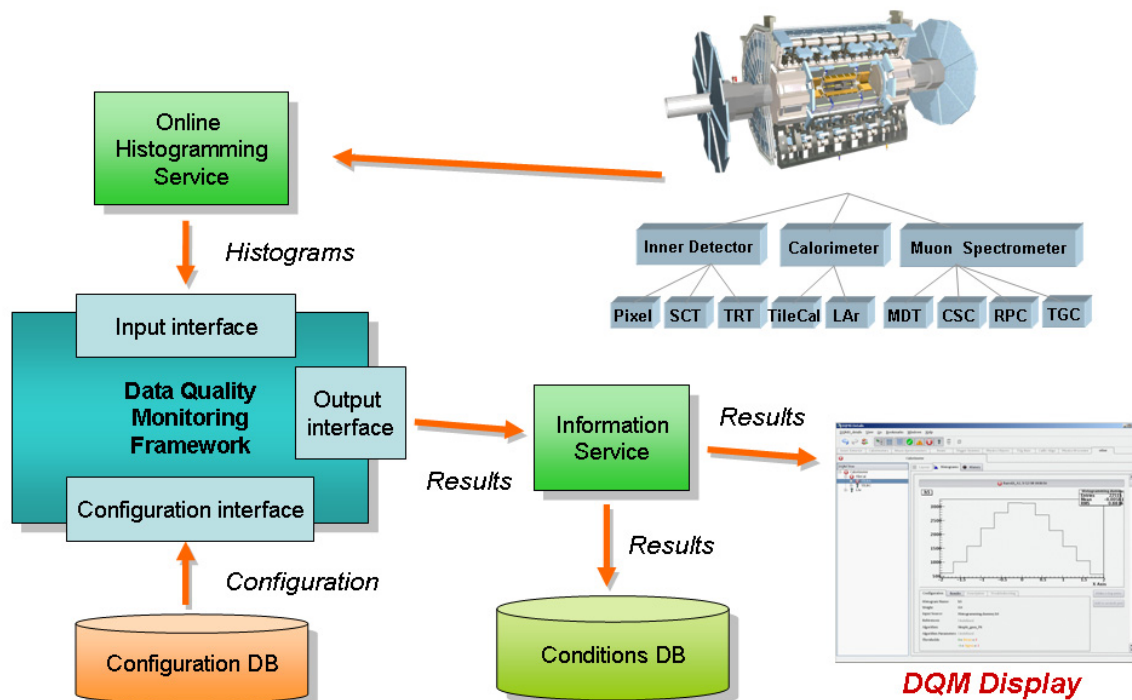 Online
Histogramming
Service
Histograms
Inner Detector
Calorimeter
Muon Spectrometer
Pixel
SCT
TRT
TileCal
LAr
MDT
CSC
RPC
TGC
Input interface
Data Quality
Monitoring
Framework
Output
interface
Configuration interface
Results
Information
Service
Results
Results
Configuration
Configuration DB
Conditions DB
DQM Display